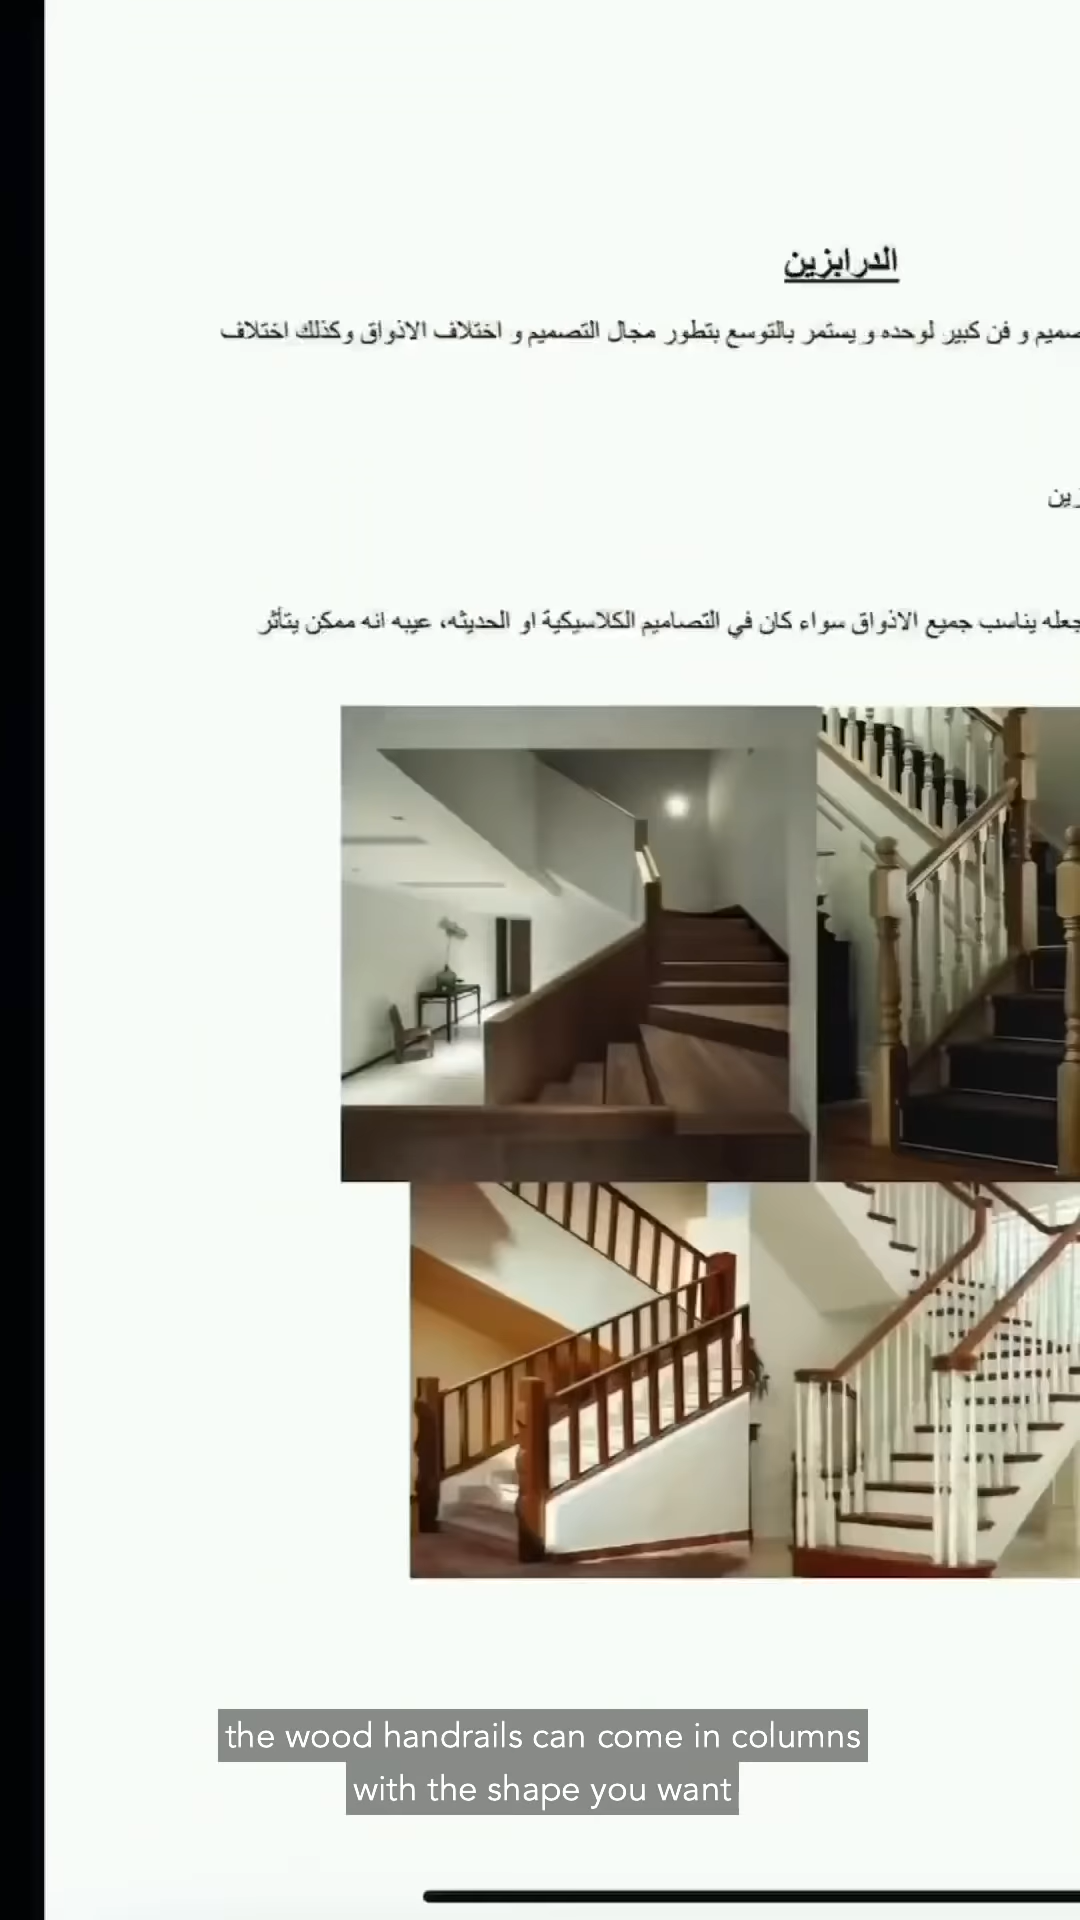 الدرابزين
و فن كبير لوحده و يستمر بالتوسع بتطور مجال التصميم و اختلاف الاذواق وكذلك اختلاف
يناسب جميع الاذواق سواء كان في التصاميم الكلاسيكية او الحديثه، عيبه انه ممكن يتأثر
the wood handrails can come in columns
with the shape you want